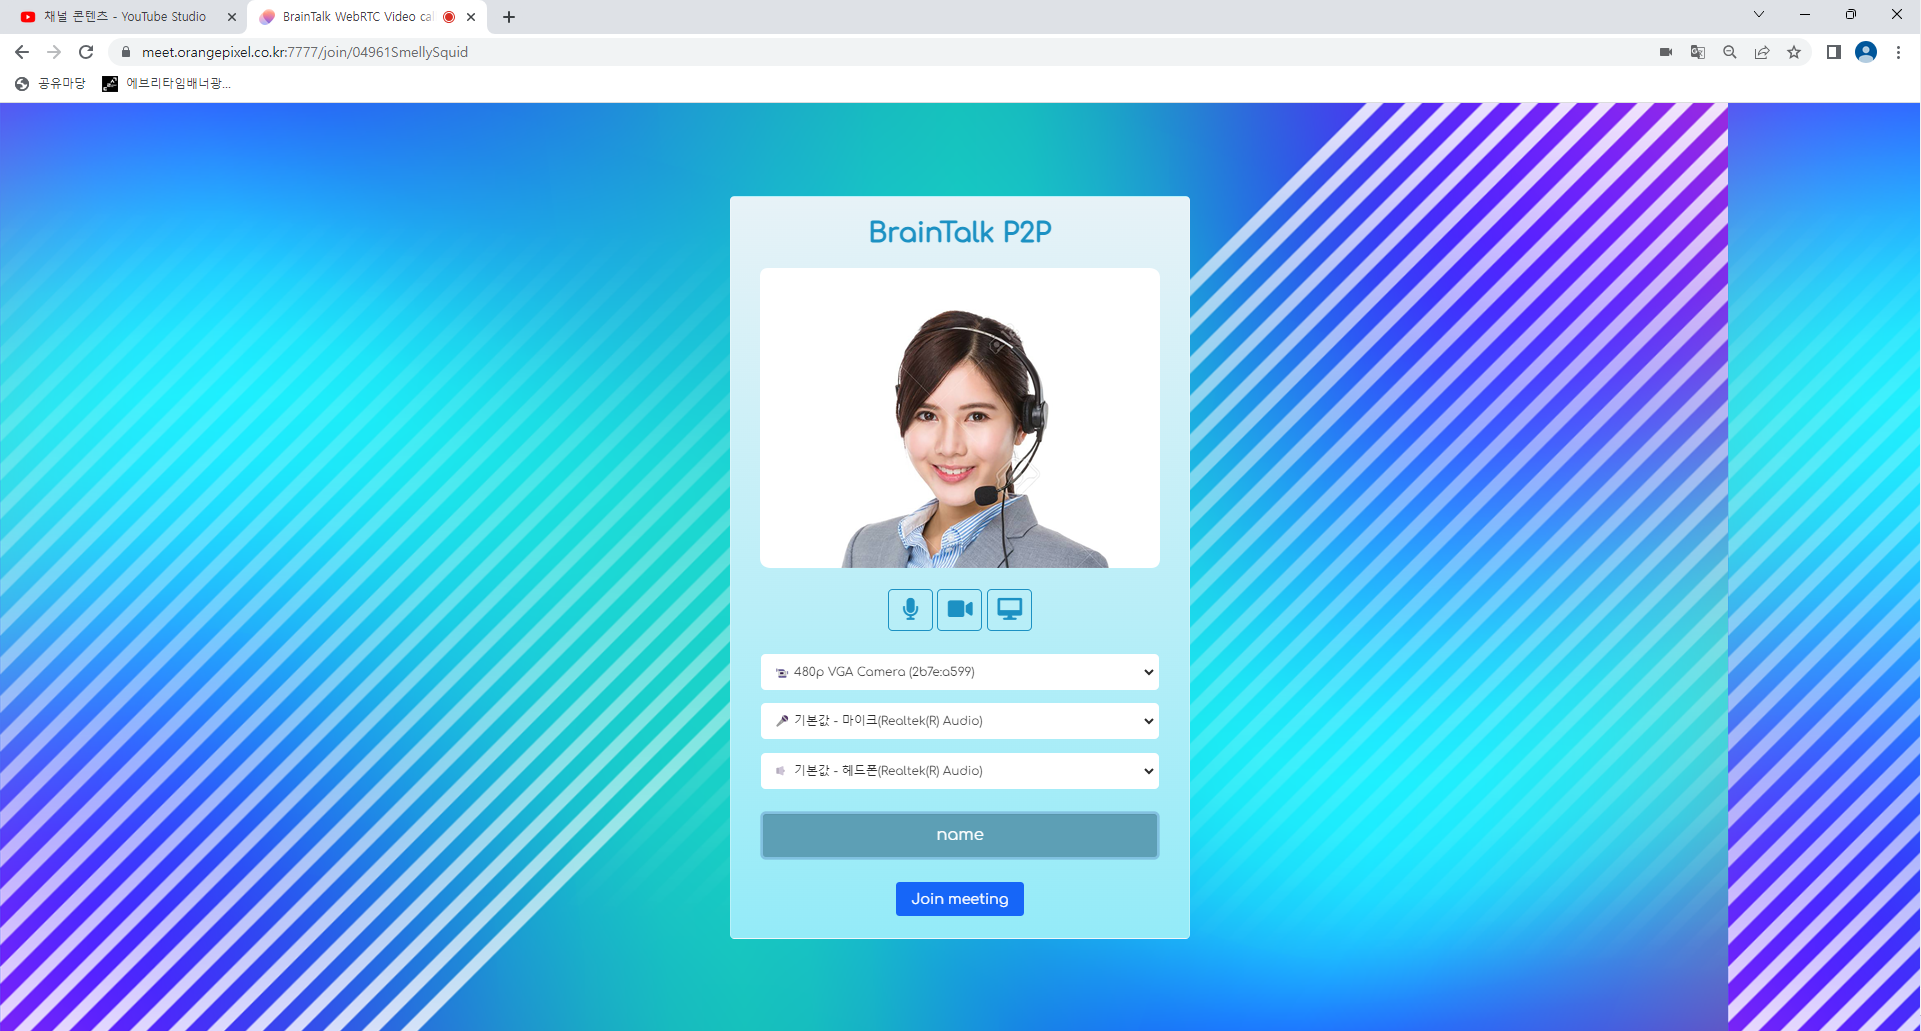 채널 콘텐츠 - YouTube Studio
BrainTalk WebRTC Video ca
meet.orangepixel.co.kr:7777/join/04961SmellySquid
공유마당
에브리타임배너광...
BrainTalk P2P
480p VGA Camera (2b7e:a599)
기본값 - 마이크(Realtek(R) Audio)
기본값 - 헤드폰(Realtek(R) Audio)
name
Join meeting